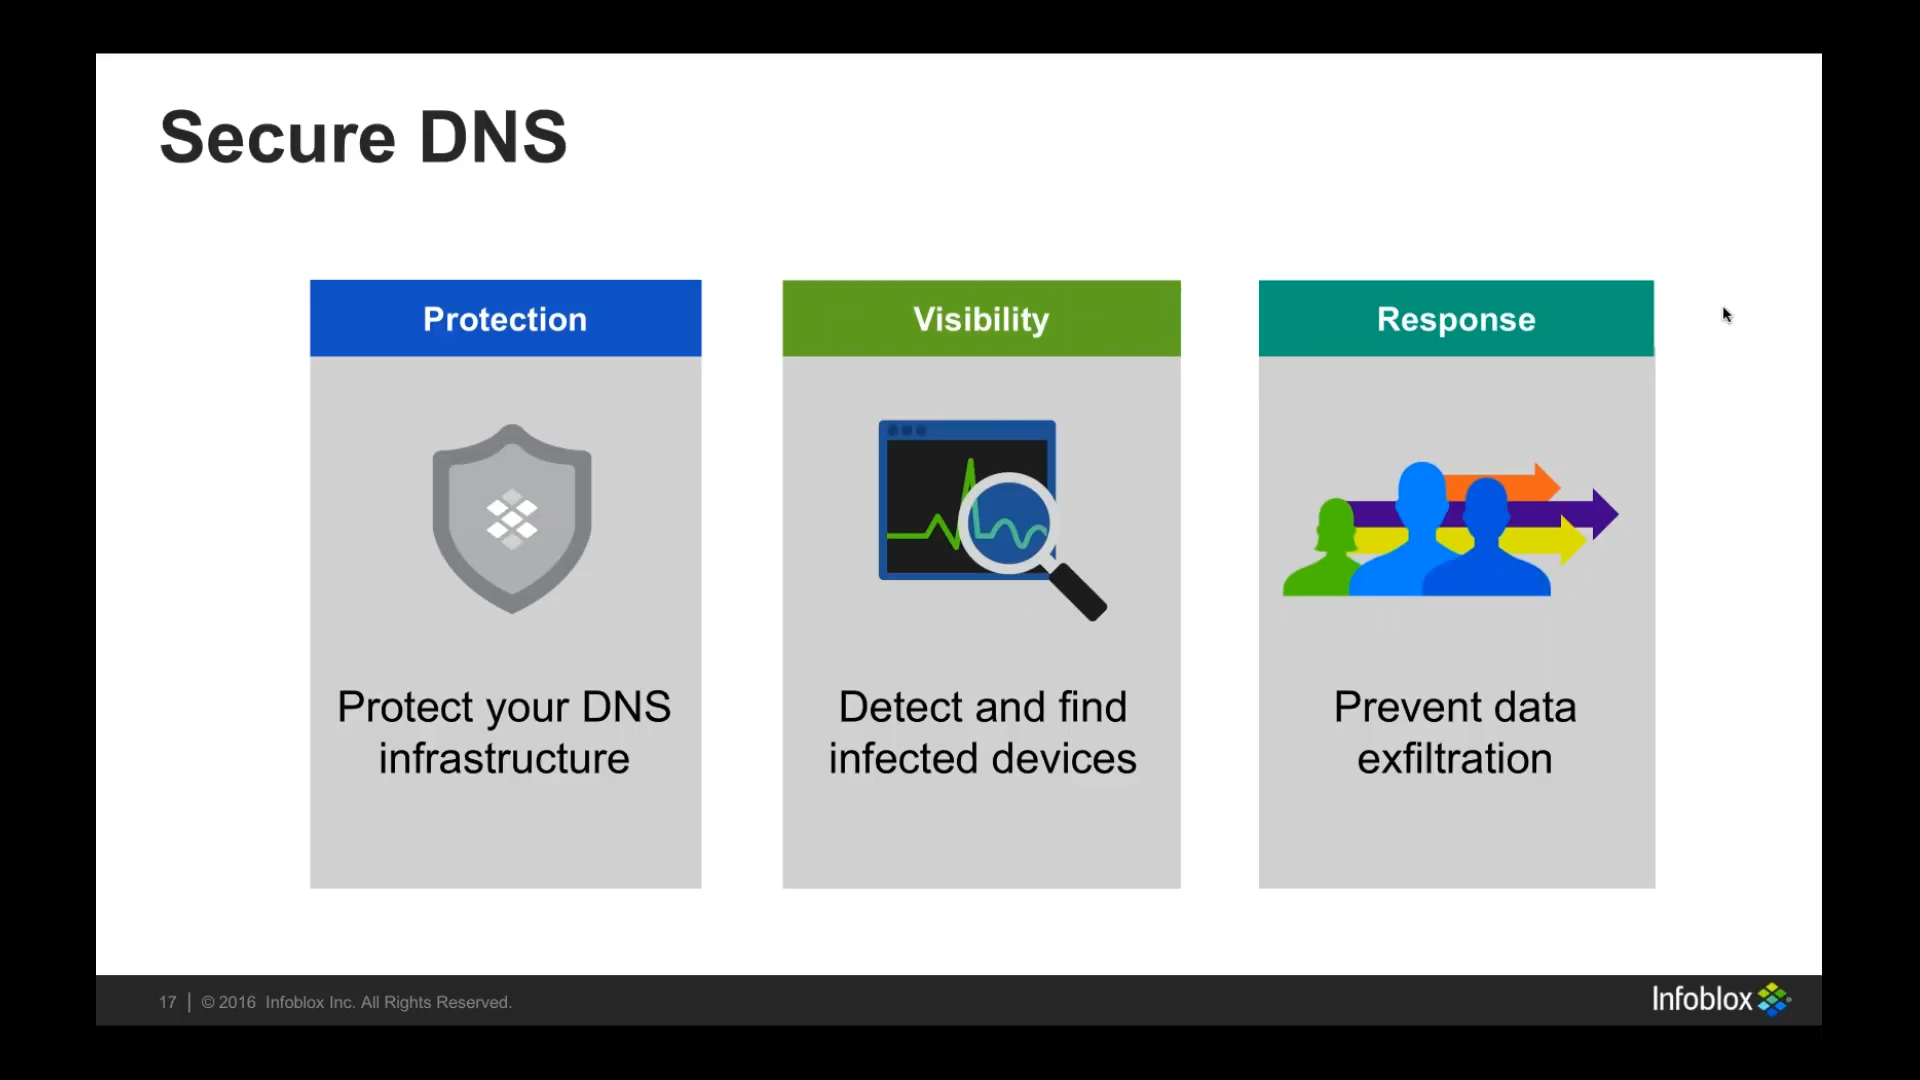 Secure DNS
Protection
Protect your DNS
infrastructure
Visibility
Detect and find
infected devices
Response
Prevent data
exfiltration
17 | © 2016 Infoblox Inc. All Rights Reserved.
Infoblox